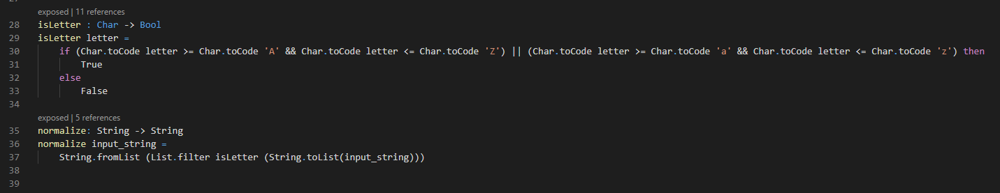 27
exposed | 11 references
28 isLetter : Char -> Bool
29 isLetter letter =
30     if (Char.toCode letter >= Char.toCode 'A' && Char.toCode letter <= Char.toCode 'Z') || (Char.toCode letter >= Char.toCode 'a' && Char.toCode letter <= Char.toCode 'z') then
31         True
32     else
33         False
34
exposed | 5 references
35 normalize: String -> String
36 normalize input_string =
37     String.fromList (List.filter isLetter (String.toList(input_string)))
38
39